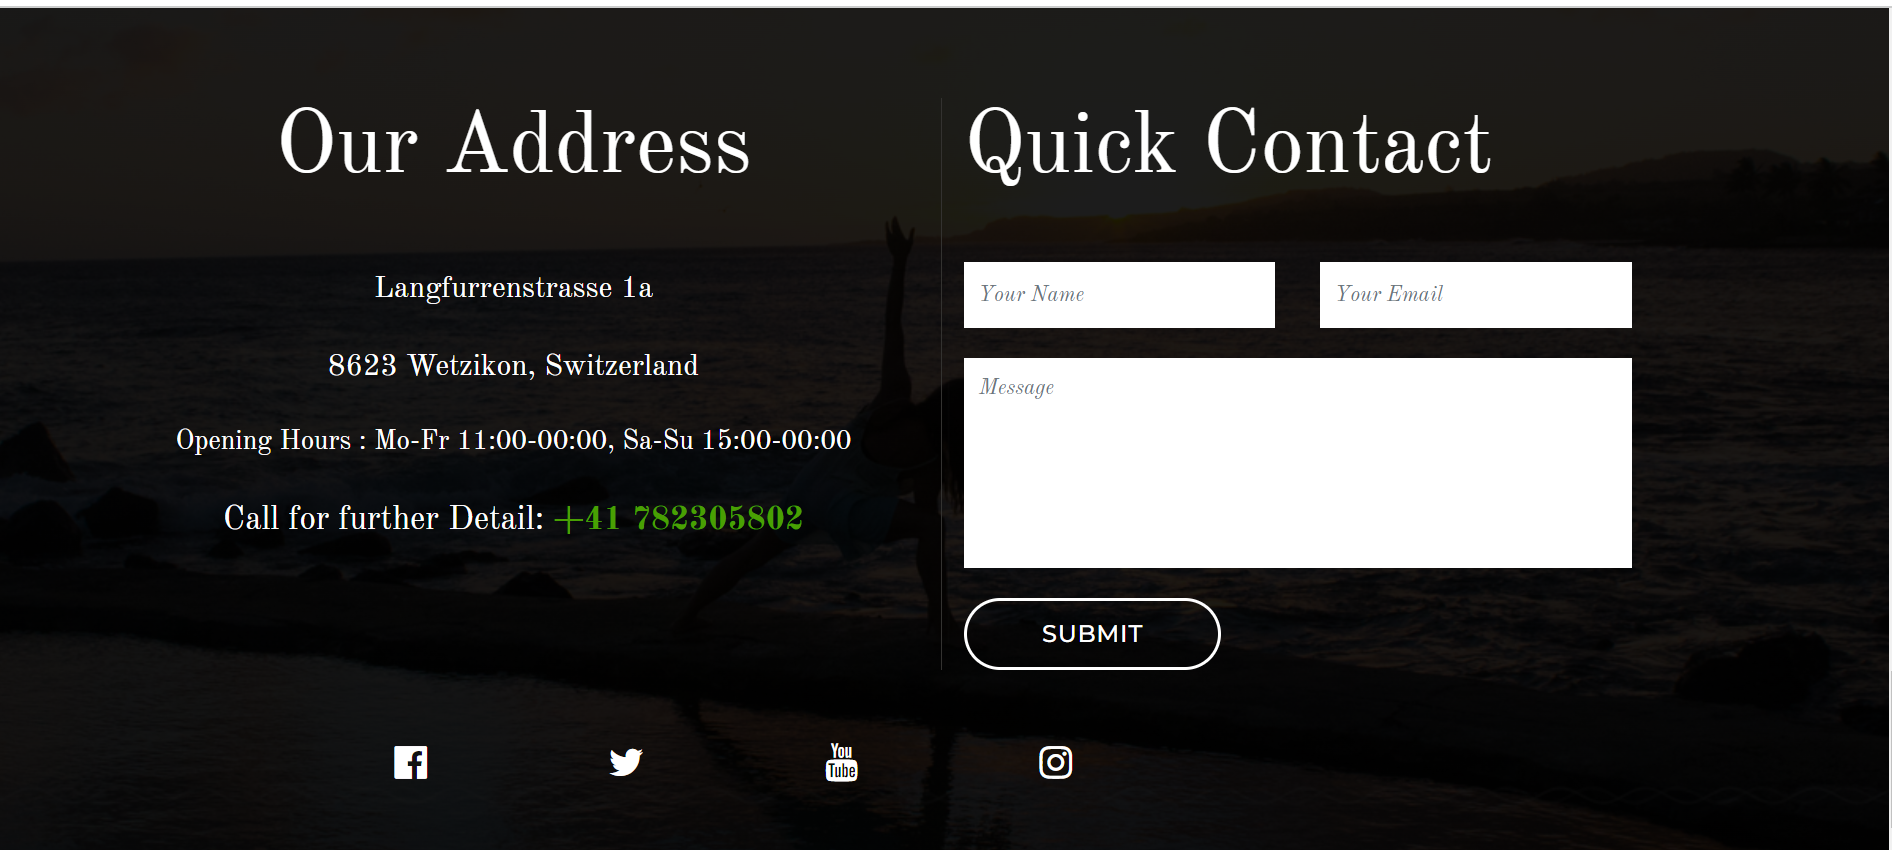 Our Address
Langfurrenstrasse 1a
8623 Wetzikon, Switzerland
Opening Hours : Mo-Fr 11:00-00:00, Sa-Su 15:00-00:00
Call for further Detail: +41 782305802
Quick Contact
Your Name
Your Email
Message
SUBMIT
You
Tube